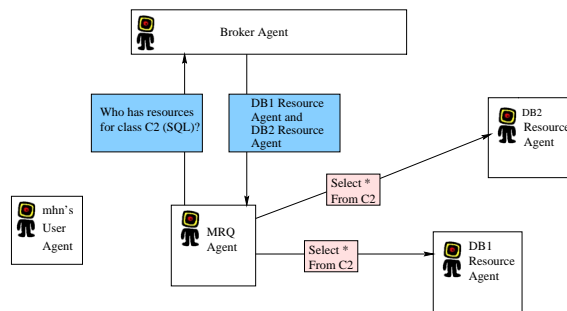 Broker Agent
Who has resources
for class C2 (SQL)?
DB1 Resource
Agent and
DB2 Resource
Agent
DB2
Resource
Agent
Select *
From C2
mhn's
User
Agent
MRQ
Agent
Select *
From C2
DB1
Resource
Agent